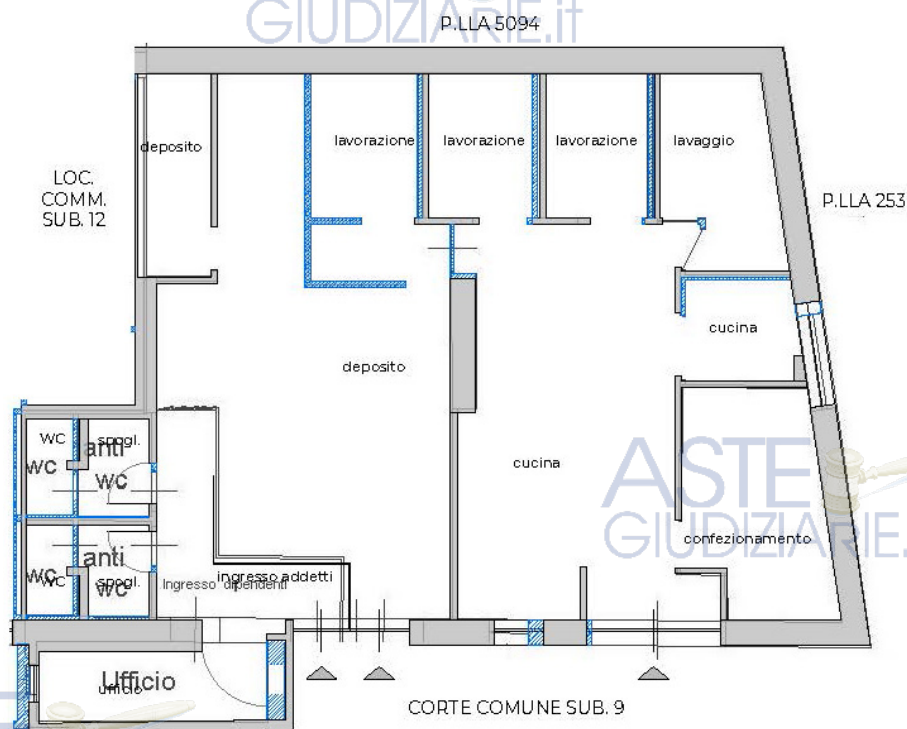 GIUDIZIARIE.it
P.LLA 5094
deposito
lavorazione
lavorazione
lavorazione
lavaggio
LOC.
COMM.
SUB. 12
P.LLA 253
cucina
deposito
cucina
ASTE
GIUDIZIARIE.
confezionamento
WC
spogl.
anti
wc
wc
anti
wc
wc
WC
spogl.
Ingresso dipendenti
ingresso addetti
Ufficio
ufficio
CORTE COMUNE SUB. 9